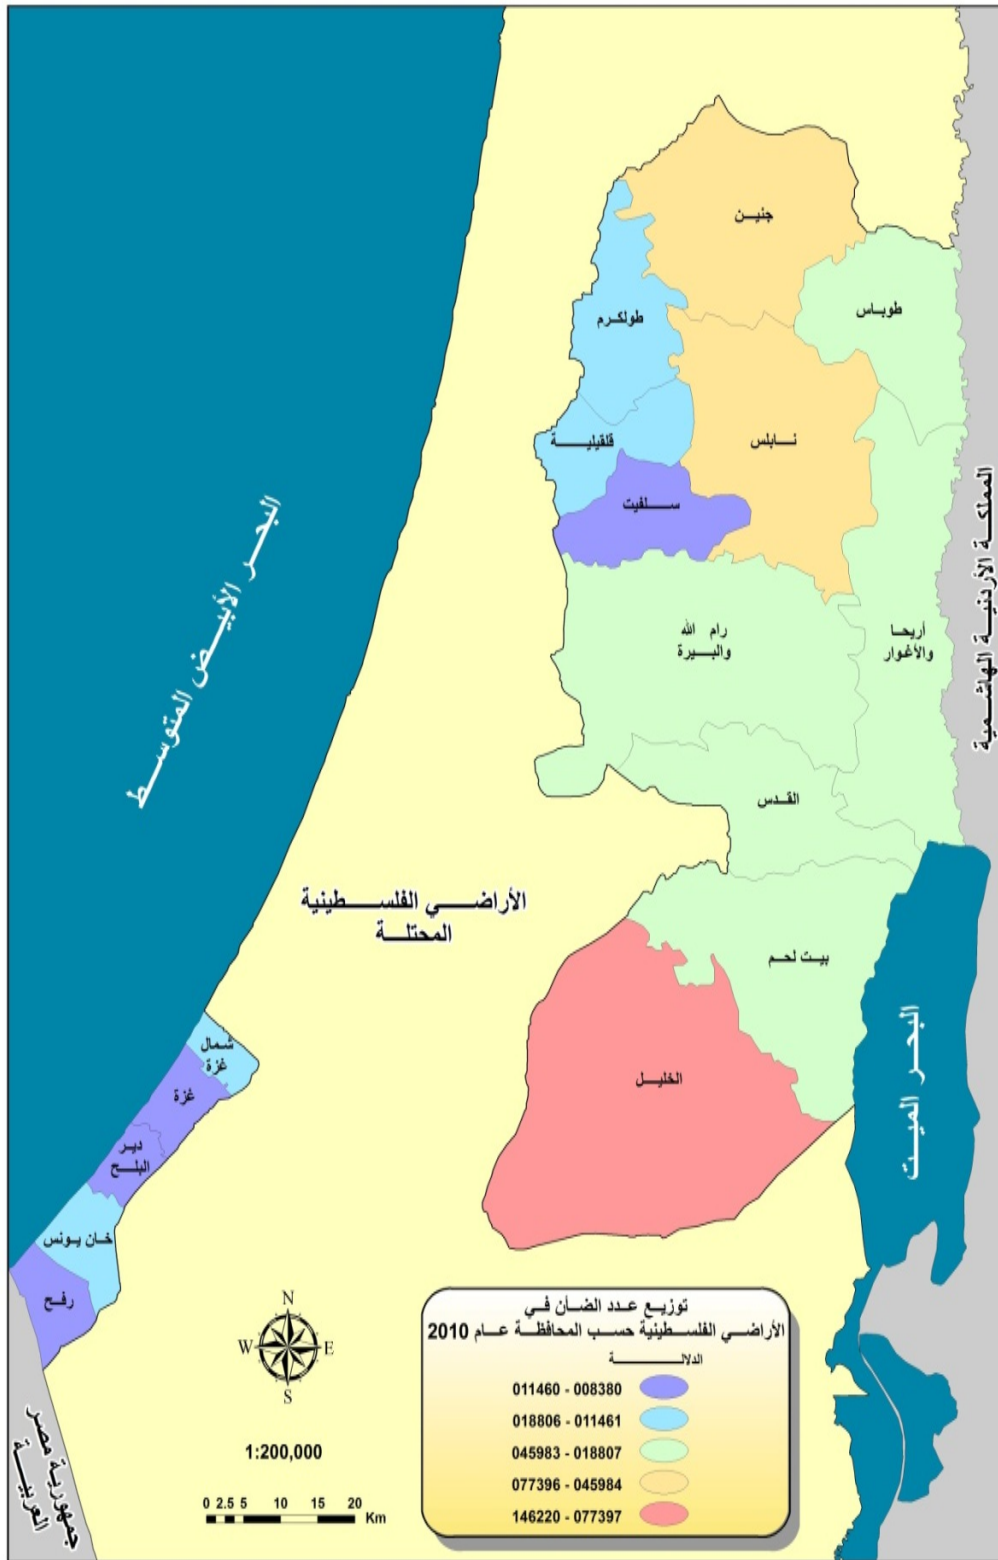 جنين
طوباس
طولكرم
نابلس
قلقيلية
سلفيت
المملكة الأردنية الهاشمية
البحر الأبيض المتوسط
رام الله
والبيرة
أريحا
والأغوار
القدس
الأراضي الفلسطينية
المحتلة
بيت لحم
البحر الميت
شمال
غزة
غزة
الخليل
دير
البلح
خان يونس
رفح
N
W E
S
1:200,000
0 2.5 5 10 15 20
Km
جمهورية مصر
العربية
توزيع عدد الضأن في
الأراضي الفلسطينية حسب المحافظة عام 2010
الدلالة
011460 - 008380
018806 - 011461
045983 - 018807
077396 - 045984
146220 - 077397